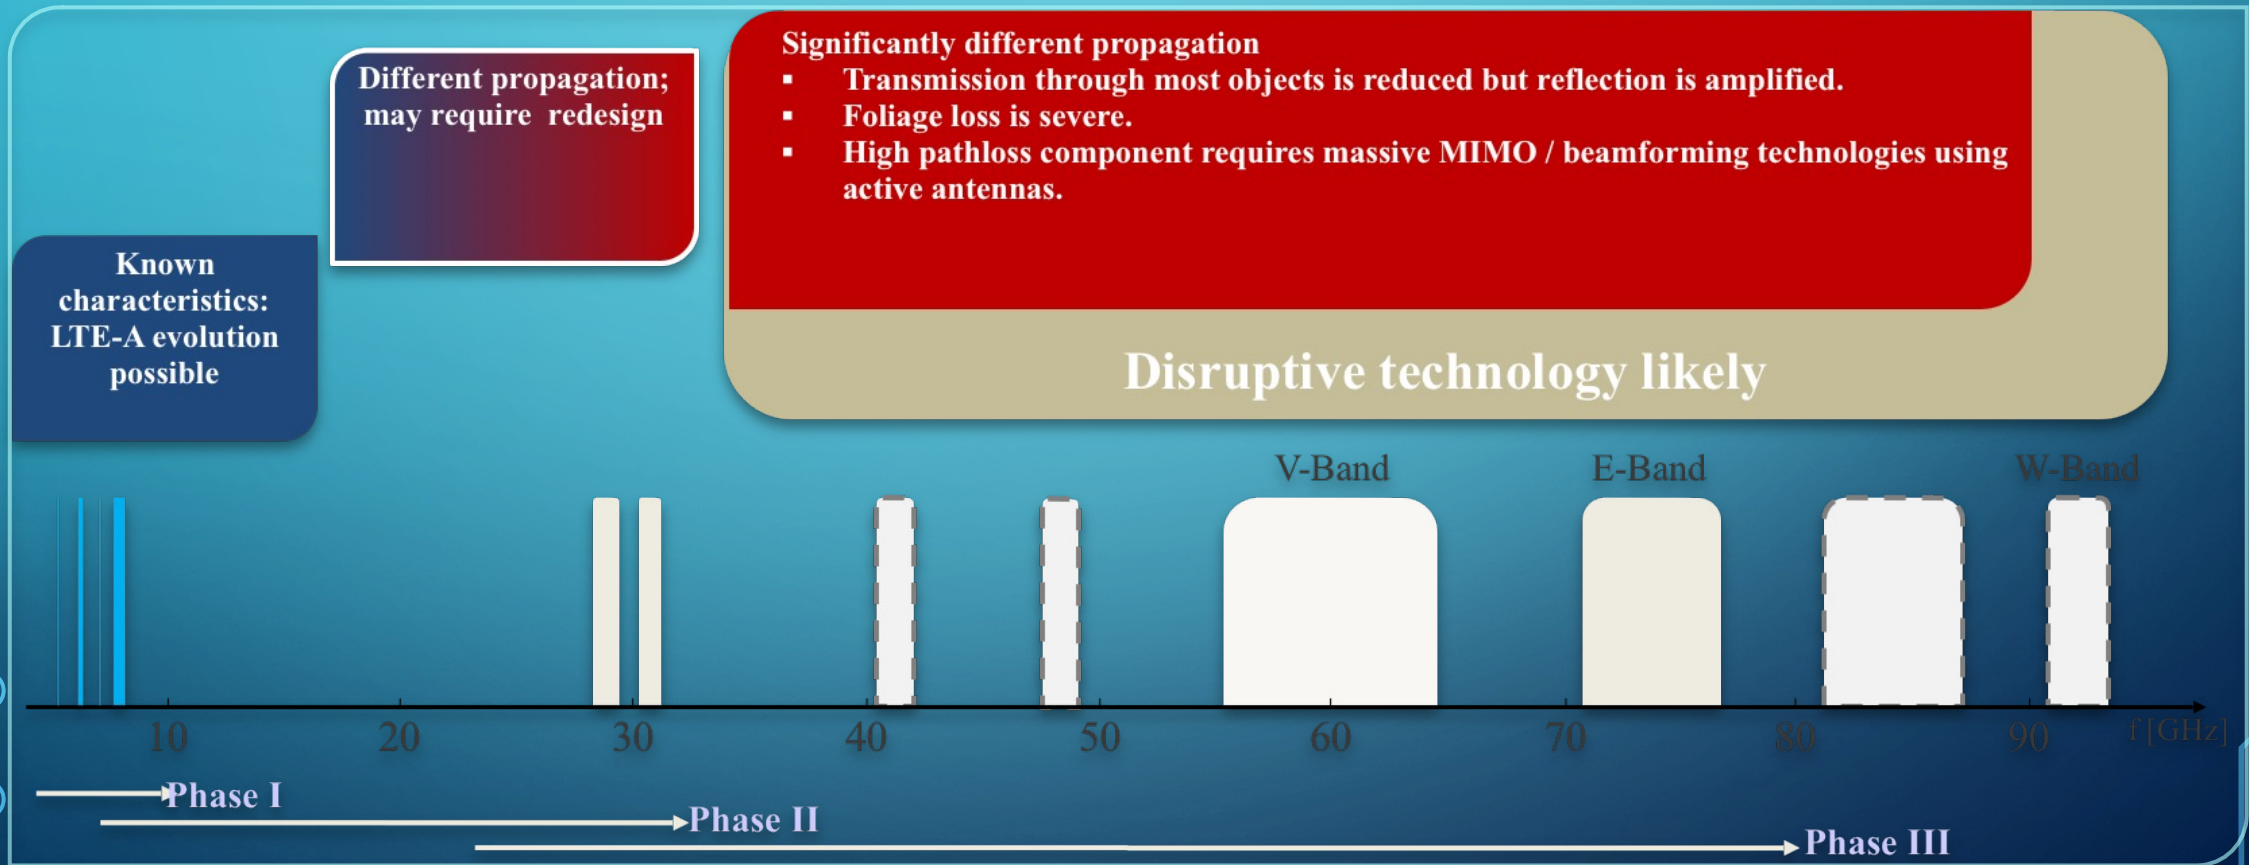 Significantly different propagation
▪ Transmission through most objects is reduced but reflection is amplified.
▪ Foliage loss is severe.
▪ High pathloss component requires massive MIMO / beamforming technologies using
active antennas.
Different propagation;
may require redesign
Known
characteristics:
LTE-A evolution
possible
Disruptive technology likely
V-Band E-Band W-Band
10 20 30 40 50 60 70 80 90 f [GHz]
Phase I
Phase II
Phase III